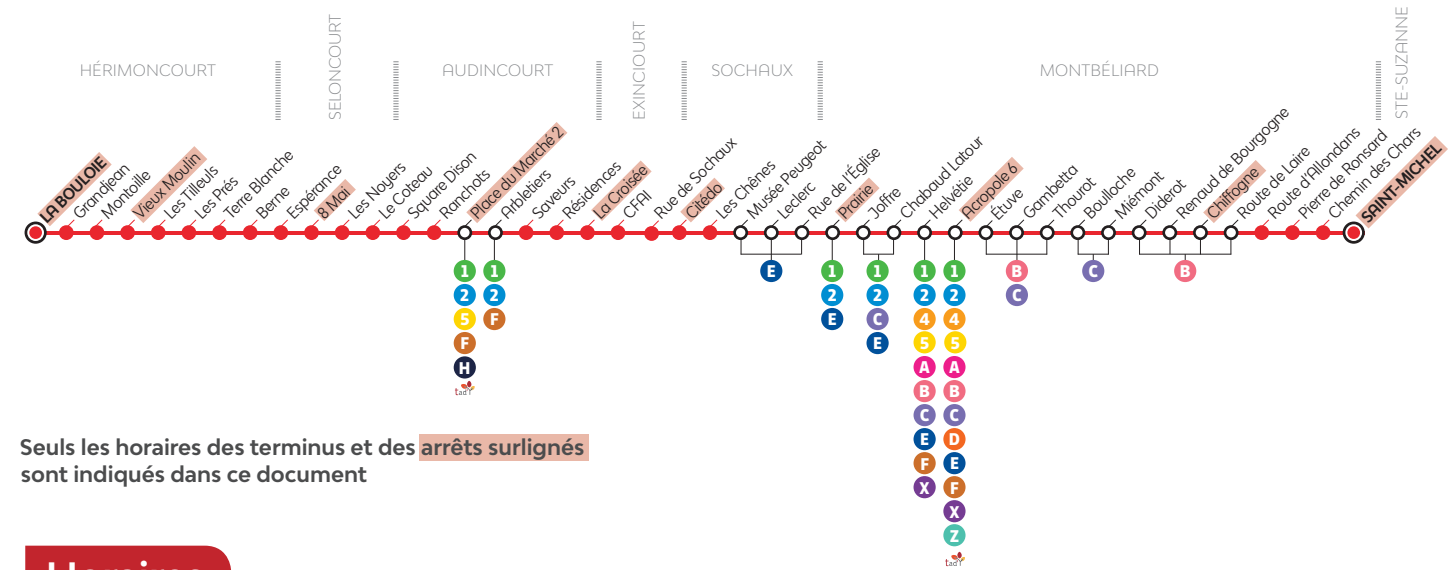 HÉRIMONCOURT
SELONCOURT
AUDINCOURT
EXINCIOURT
SOCHAUX
MONTBÉLIARD
STE-SUZANNE
LA BOULOIE
Grandjean
Montoille
Vieux Moulin
Les Tilleuls
Les Prés
Terre Blanche
Berne
Espérance
8 Mai
Les Noyers
Le Coteau
Square Dison
Ranchots
Place du Marché 2
Arbletiers
Saveurs
Résidences
La Croisée
CFAI
Rue de Sochaux
Citédo
Les Chênes
Musée Peugeot
Leclerc
Rue de l'Église
Prairie
Joffre
Chabaud Latour
Helvétie
Acropole 6
Étuve
Gambetta
Thourot
Boulloche
Miémont
Diderot
Renaud de Bourgogne
Chiffogne
Route de Laire
Route d'Allondans
Pierre de Ronsard
Chemin des Chars
SAINT-MICHEL
1
2
5
F
H
tad
1
2
F
E
1
2
E
1
2
C
E
1
2
4
5
A
B
C
E
F
X
1
2
4
5
A
B
C
D
E
F
X
Z
tad
B
C
C
B
Seuls les horaires des terminus et des arrêts surlignés
sont indiqués dans ce document
Horaires